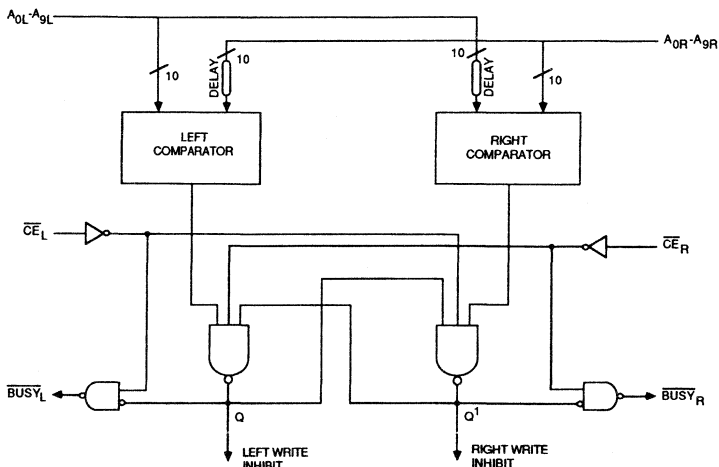 A0L-A9L
A0R-A9R
10
DELAY
10
10
DELAY
10
LEFT
COMPARATOR
RIGHT
COMPARATOR
CEL
CER
BUSYL
BUSYR
Q
Q1
LEFT WRITE
INHIBIT
RIGHT WRITE
INHIBIT